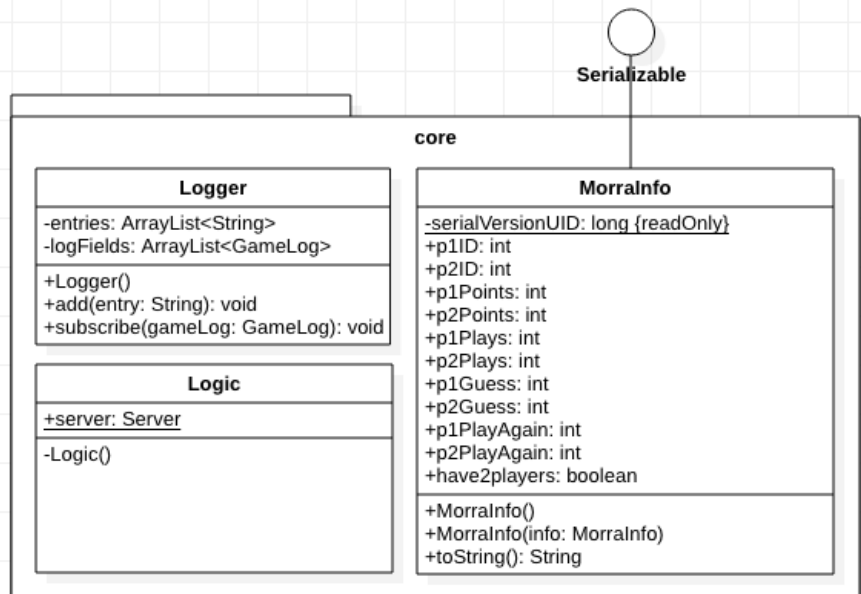 Serializable
core
Logger
-entries: ArrayList<String>
-logFields: ArrayList<GameLog>
+Logger()
+add(entry: String): void
+subscribe(gameLog: GameLog): void
Logic
+server: Server
-Logic()
MorraInfo
-serialVersionUID: long {readOnly}
+p1ID: int
+p2ID: int
+p1Points: int
+p2Points: int
+p1Plays: int
+p2Plays: int
+p1Guess: int
+p2Guess: int
+p1PlayAgain: int
+p2PlayAgain: int
+have2players: boolean
+MorraInfo()
+MorraInfo(info: MorraInfo)
+toString(): String